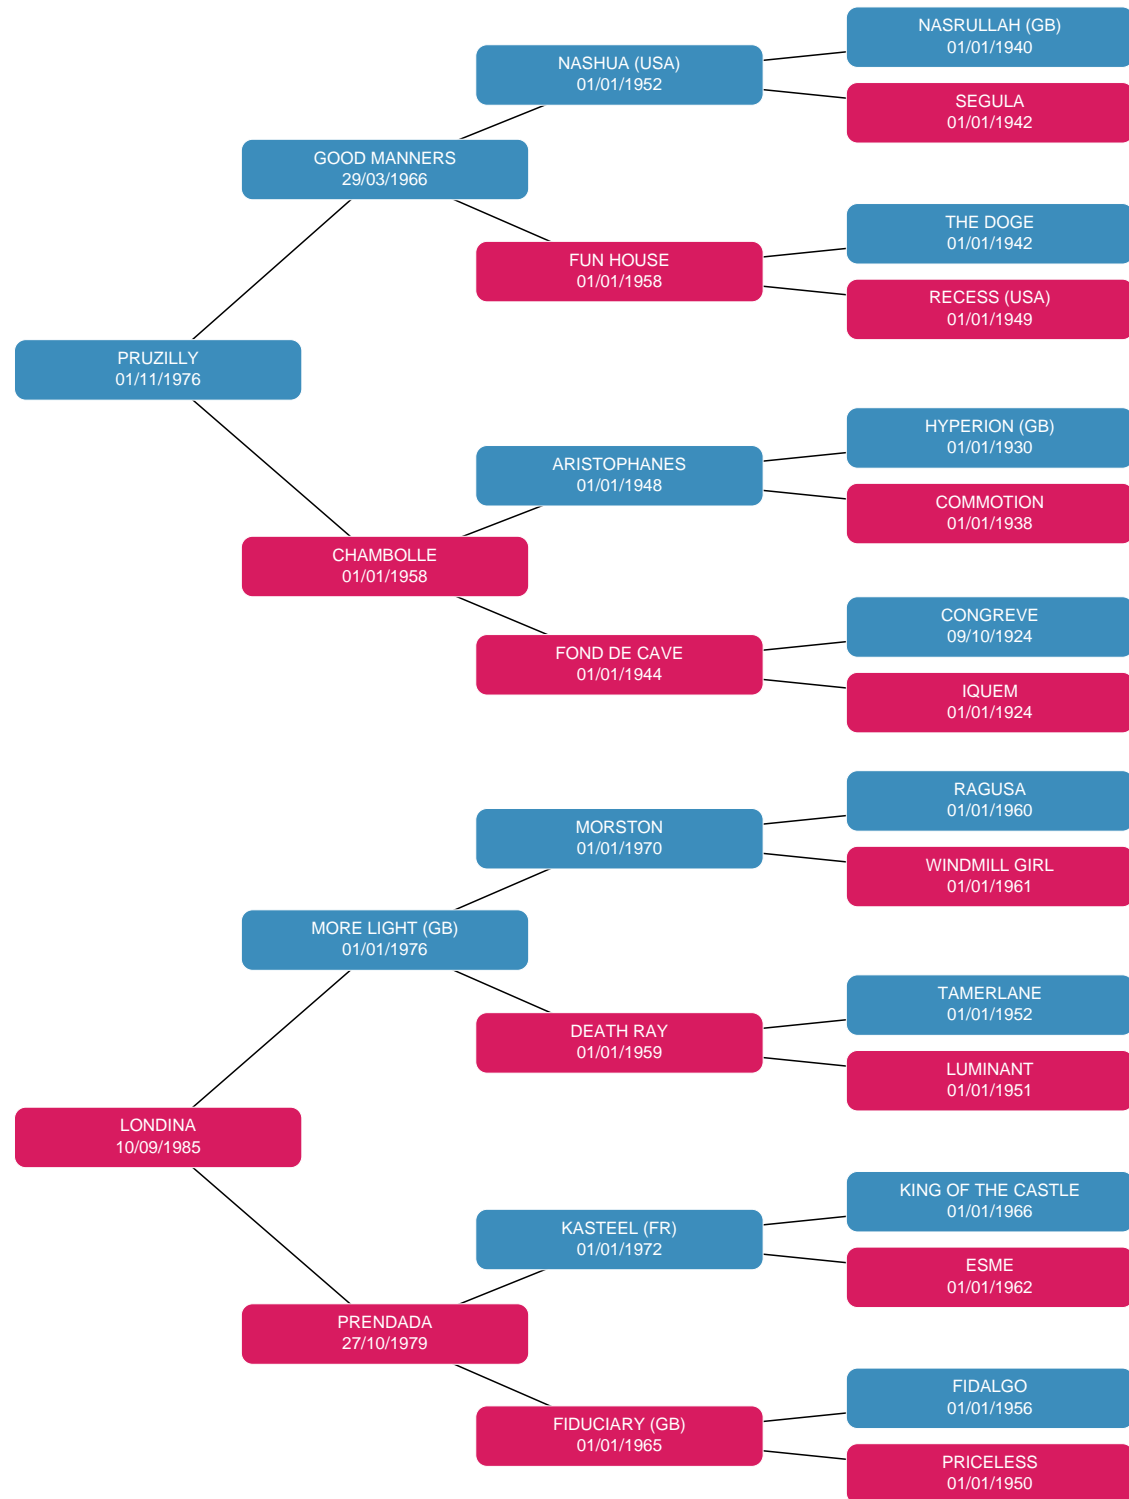 NASRULLAH (GB)
01/01/1940
NASHUA (USA)
01/01/1952
SEGULA
01/01/1942
GOOD MANNERS
29/03/1966
THE DOGE
01/01/1942
FUN HOUSE
01/01/1958
RECESS (USA)
01/01/1949
PRUZILLY
01/11/1976
HYPERION (GB)
01/01/1930
ARISTOPHANES
01/01/1948
COMMOTION
01/01/1938
CHAMBOLLE
01/01/1958
CONGREVE
09/10/1924
FOND DE CAVE
01/01/1944
IQUEM
01/01/1924
RAGUSA
01/01/1960
MORSTON
01/01/1970
WINDMILL GIRL
01/01/1961
MORE LIGHT (GB)
01/01/1976
TAMERLANE
01/01/1952
DEATH RAY
01/01/1959
LUMINANT
01/01/1951
LONDINA
10/09/1985
KING OF THE CASTLE
01/01/1966
KASTEEL (FR)
01/01/1972
ESME
01/01/1962
PRENDADA
27/10/1979
FIDALGO
01/01/1956
FIDUCIARY (GB)
01/01/1965
PRICELESS
01/01/1950